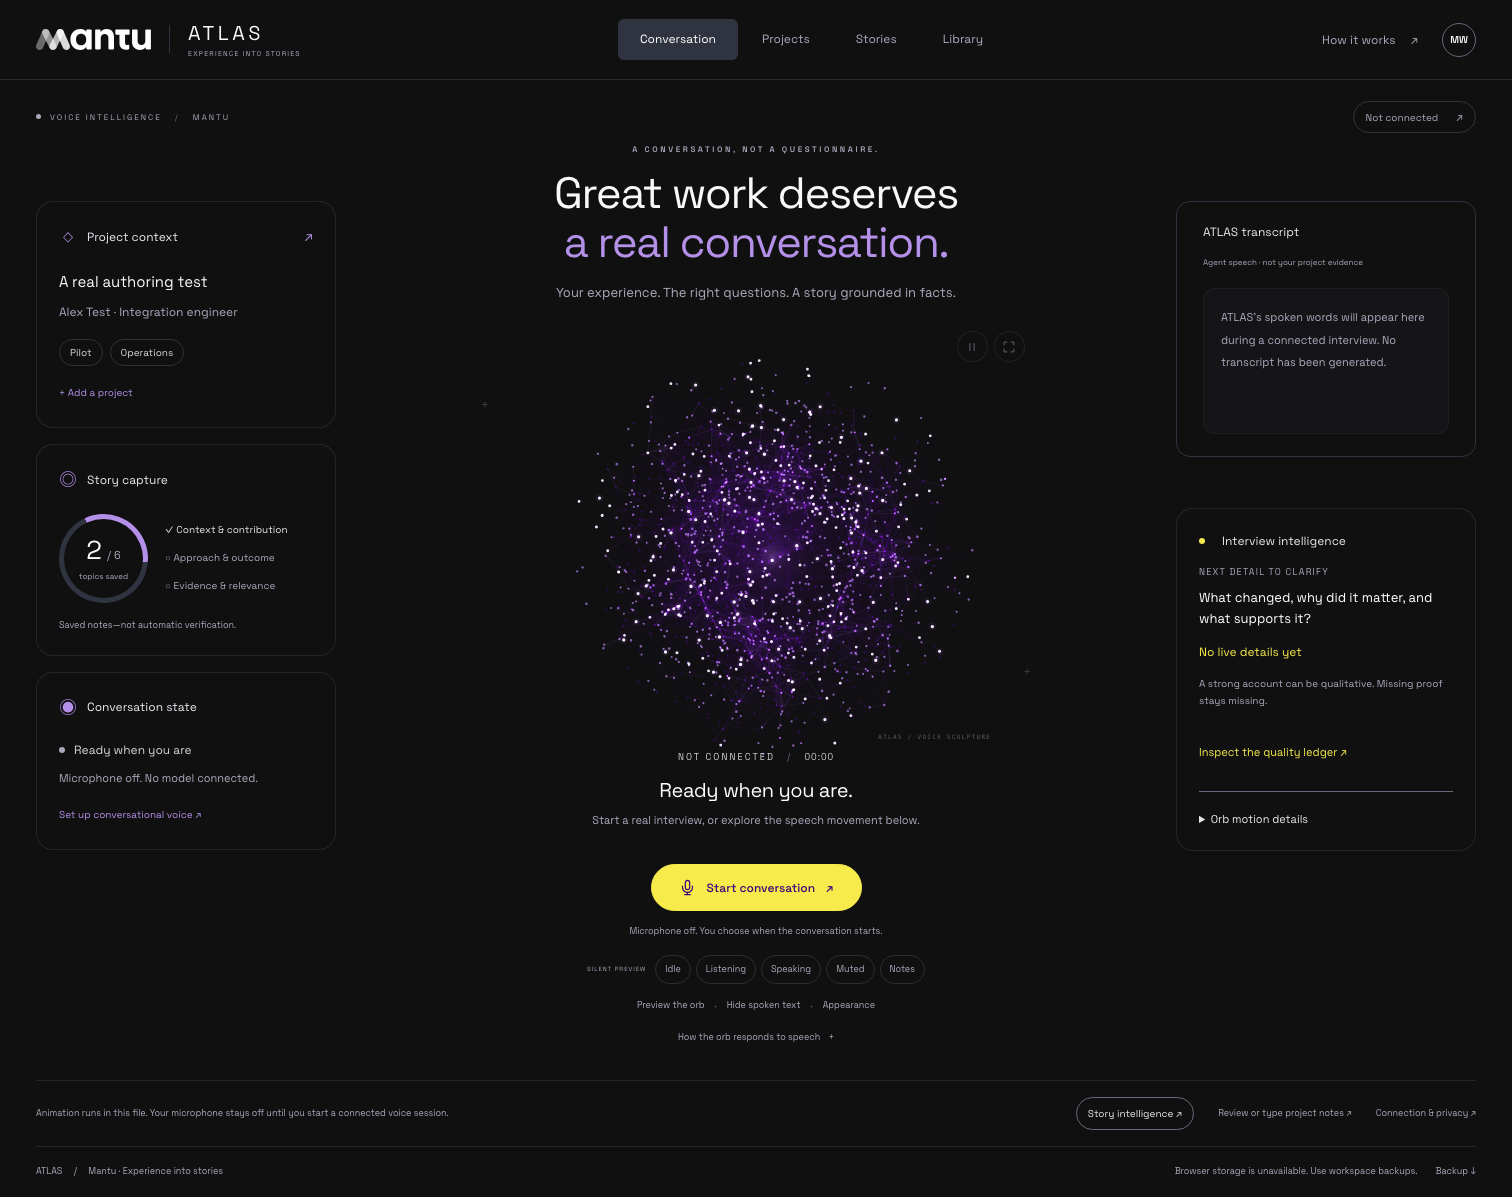 mantu
ATLAS
EXPERIENCE INTO STORIES
Conversation
Projects
Stories
Library
How it works ↗
MW
VOICE INTELLIGENCE / MANTU
Not connected ↗
A CONVERSATION, NOT A QUESTIONNAIRE.
Great work deserves
a real conversation.
Your experience. The right questions. A story grounded in facts.
Project context ↗
A real authoring test
Alex Test · Integration engineer
Pilot
Operations
+ Add a project
Story capture
2 / 6
topics saved
✓ Context & contribution
○ Approach & outcome
○ Evidence & relevance
Saved notes—not automatic verification.
Conversation state
Ready when you are
Microphone off. No model connected.
Set up conversational voice ↗
ATLAS / VOICE SCULPTURE
NOT CONNECTED / 00:00
Ready when you are.
Start a real interview, or explore the speech movement below.
Start conversation ↗
Microphone off. You choose when the conversation starts.
SILENT PREVIEW
Idle
Listening
Speaking
Muted
Notes
Preview the orb · Hide spoken text · Appearance
How the orb responds to speech +
ATLAS transcript
Agent speech · not your project evidence
ATLAS's spoken words will appear here
during a connected interview. No
transcript has been generated.
Interview intelligence
NEXT DETAIL TO CLARIFY
What changed, why did it matter, and
what supports it?
No live details yet
A strong account can be qualitative. Missing proof
stays missing.
Inspect the quality ledger ↗
▶ Orb motion details
Animation runs in this file. Your microphone stays off until you start a connected voice session.
Story intelligence ↗
Review or type project notes ↗
Connection & privacy ↗
ATLAS / Mantu · Experience into stories
Browser storage is unavailable. Use workspace backups.
Backup ↓